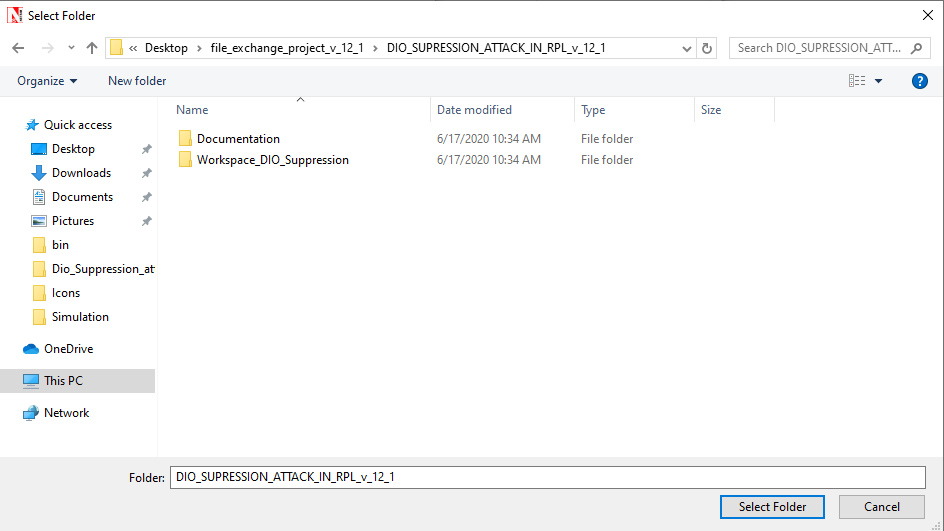 Select Folder
« Desktop › file_exchange_project_v_12_1 › DIO_SUPRESSION_ATTACK_IN_RPL_v_12_1
Search DIO_SUPRESSION_ATT...
Organize New folder
?
Name Date modified Type Size
Quick access
Desktop
Downloads
Documents
Pictures
bin
Dio_Suppression_att
Icons
Simulation
OneDrive
This PC
Network
Documentation 6/17/2020 10:34 AM File folder
Workspace_DIO_Suppression 6/17/2020 10:34 AM File folder
Folder: DIO_SUPRESSION_ATTACK_IN_RPL_v_12_1
Select Folder Cancel